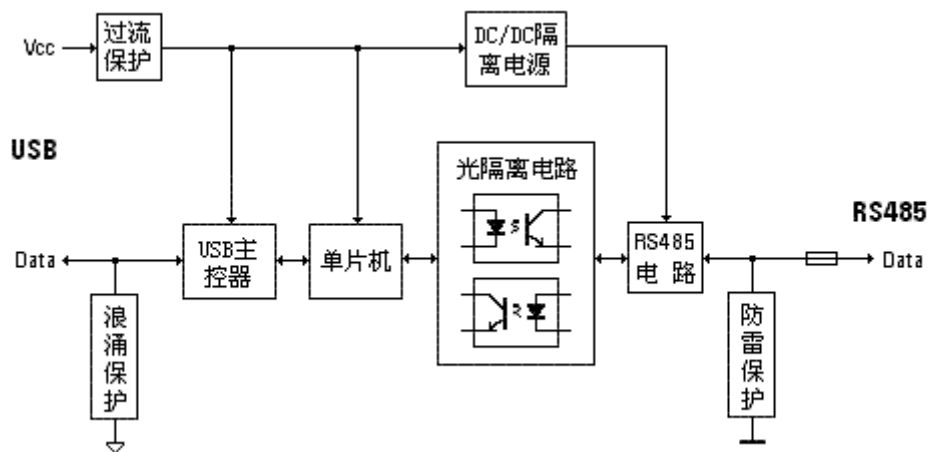 Vcc
过流
保护
DC/DC隔
离电源
USB
光隔离电路
RS485
Data
USB主
控器
单片机
RS485
电 路
Data
浪
涌
保
护
防
雷
保
护